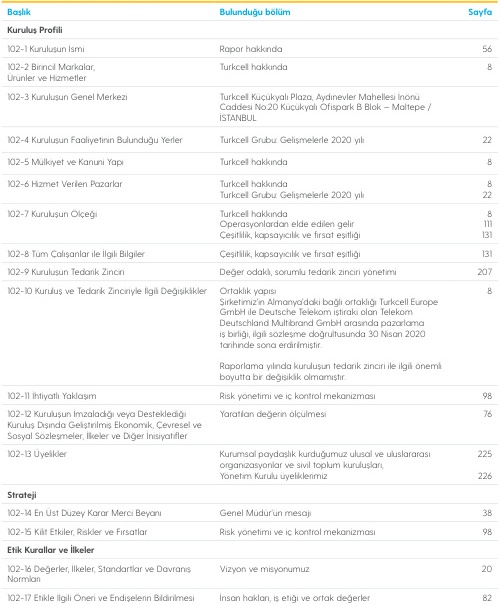 Başlık Bulunduğu bölüm Sayfa
Kuruluş Profili
102-1 Kuruluşun İsmi Rapor hakkında 56
102-2 Birincil Markalar, Turkcell hakkında 8
Ürünler ve Hizmetler
102-3 Kuruluşun Genel Merkezi Turkcell Küçükyalı Plaza, Aydınevler Mahellesi İnönü
Caddesi No:20 Küçükyalı Ofispark B Blok – Maltepe /
İSTANBUL
102-4 Kuruluşun Faaliyetinin Bulunduğu Yerler Turkcell Grubu: Gelişmelerle 2020 yılı 22
102-5 Mülkiyet ve Kanuni Yapı Turkcell hakkında 8
102-6 Hizmet Verilen Pazarlar Turkcell hakkında 8
Turkcell Grubu: Gelişmelerle 2020 yılı 22
102-7 Kuruluşun Ölçeği Turkcell hakkında 8
Operasyonlardan elde edilen gelir 111
Çeşitlilik, kapsayıcılık ve fırsat eşitliği 131
102-8 Tüm Çalışanlar ile İlgili Bilgiler Çeşitlilik, kapsayıcılık ve fırsat eşitliği 131
102-9 Kuruluşun Tedarik Zinciri Değer odaklı, sorumlu tedarik zinciri yönetimi 207
102-10 Kuruluş ve Tedarik Zinciriyle İlgili Değişiklikler Ortaklık yapısı 8
Şirketimiz'in Almanya'daki bağlı ortaklığı Turkcell Europe
GmbH ile Deutsche Telekom iştiraki olan Telekom
Deutschland Multibrand GmbH arasında pazarlama
iş birliği, ilgili sözleşme doğrultusunda 30 Nisan 2020
tarihinde sona erdirilmiştir.
Raporlama yılında kuruluşun tedarik zinciri ile ilgili önemli
boyutta bir değişiklik olmamıştır.
102-11 İhtiyatlı Yaklaşım Risk yönetimi ve iç kontrol mekanizması 98
102-12 Kuruluşun İmzaladığı veya Desteklediği Yaratılan değerin ölçülmesi 76
Kuruluş Dışında Geliştirilmiş Ekonomik, Çevresel ve
Sosyal Sözleşmeler, İlkeler ve Diğer İnisiyatifler
102-13 Üyelikler Kurumsal paydaşlık kurduğumuz ulusal ve uluslararası 225
organizasyonlar ve sivil toplum kuruluşları,
Yönetim Kurulu üyeliklerimiz 226
Strateji
102-14 En Üst Düzey Karar Merci Beyanı Genel Müdür'ün mesajı 38
102-15 Kilit Etkiler, Riskler ve Fırsatlar Risk yönetimi ve iç kontrol mekanizması 98
Etik Kurallar ve İlkeler
102-16 Değerler, İlkeler, Standartlar ve Davranış Vizyon ve misyonumuz 20
Normları
102-17 Etikle İlgili Öneri ve Endişelerin Bildirilmesi İnsan hakları, iş etiği ve ortak değerler 82